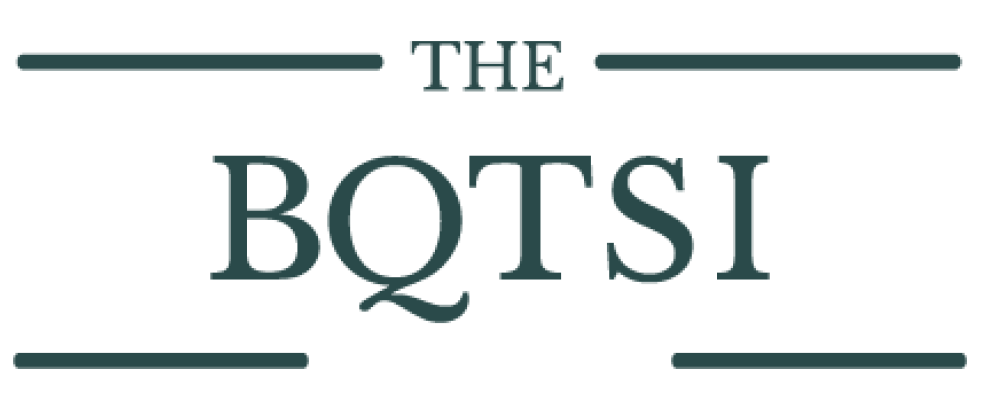 THE
BQTSI